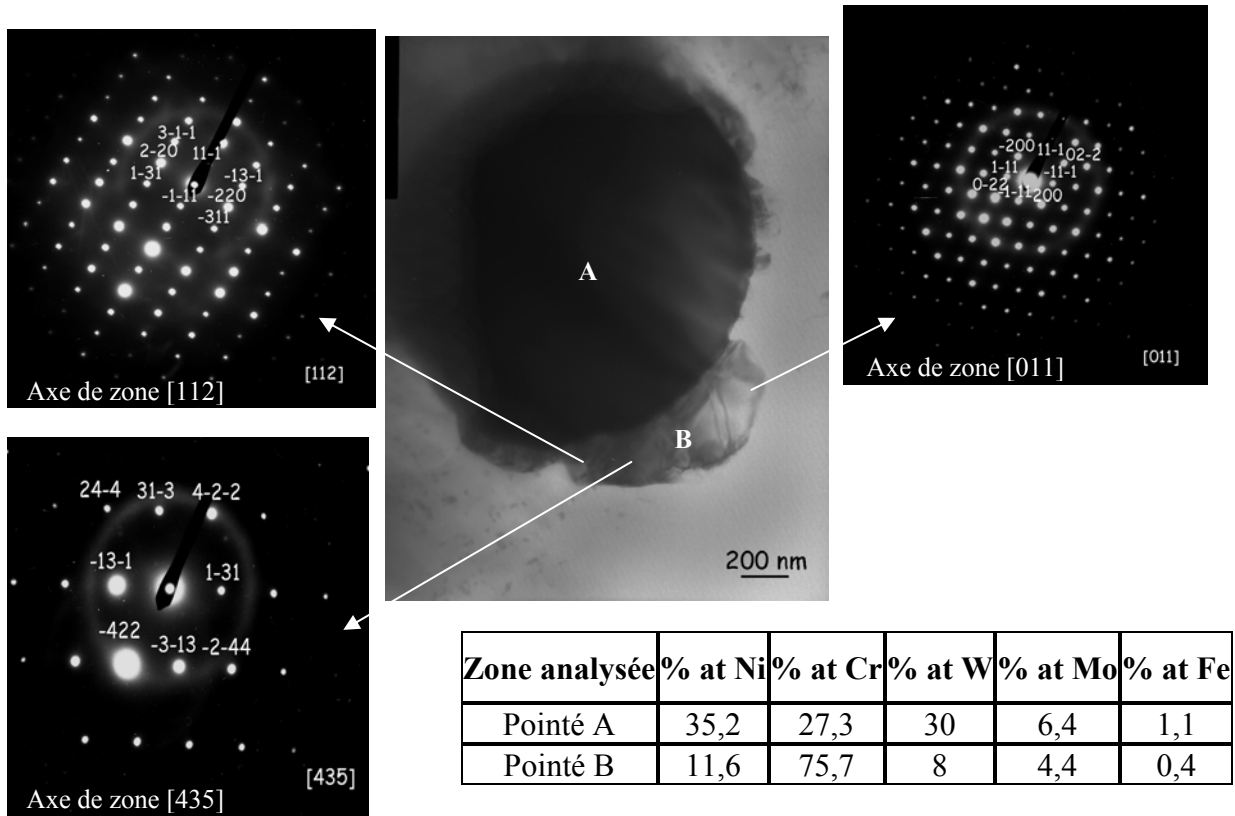 3-1-1
2-20 11-1
1-31 -13-1
-1-11 -220
-311
[112]
Axe de zone [112]
A
B
200 nm
-200 11-1 02-2
1-11 -11-1
0-22 -1-11 200
[011]
Axe de zone [011]
24-4 31-3 4-2-2
-13-1 1-31
-422 -3-13 -2-44
[435]
Axe de zone [435]
Zone analysée % at Ni % at Cr % at W % at Mo % at Fe
Pointé A 35,2 27,3 30 6,4 1,1
Pointé B 11,6 75,7 8 4,4 0,4